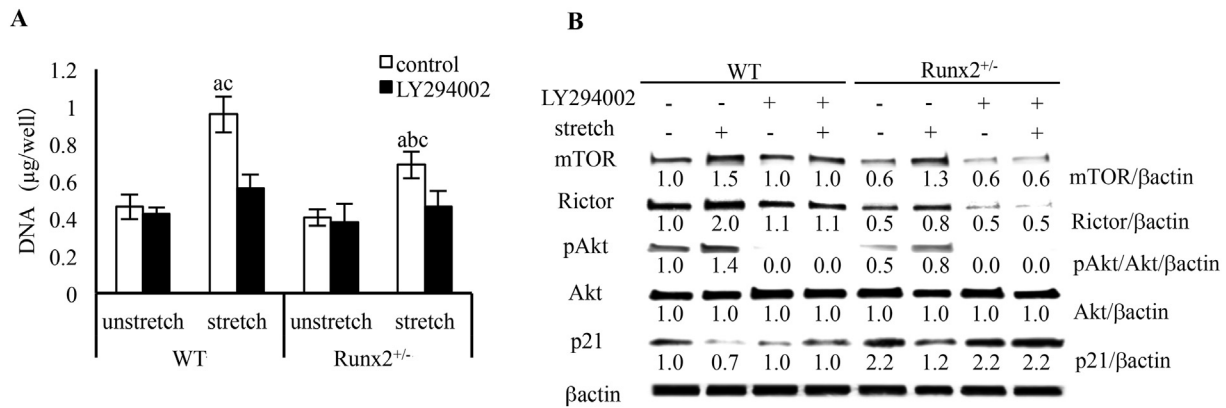 A
DNA (μg/well)
1.2
1
0.8
0.6
0.4
0.2
0
control
LY294002
ac
abc
unstretch stretch unstretch stretch
WT Runx2+/-
B
WT Runx2+/-
LY294002 - - + + - - + +
stretch - + - + - + - +
mTOR
1.0 1.5 1.0 1.0 0.6 1.3 0.6 0.6 mTOR/βactin
Rictor
1.0 2.0 1.1 1.1 0.5 0.8 0.5 0.5 Rictor/βactin
pAkt
1.0 1.4 0.0 0.0 0.5 0.8 0.0 0.0 pAkt/Akt/βactin
Akt
1.0 1.0 1.0 1.0 1.0 1.0 1.0 1.0 Akt/βactin
p21
1.0 0.7 1.0 1.0 2.2 1.2 2.2 2.2 p21/βactin
βactin